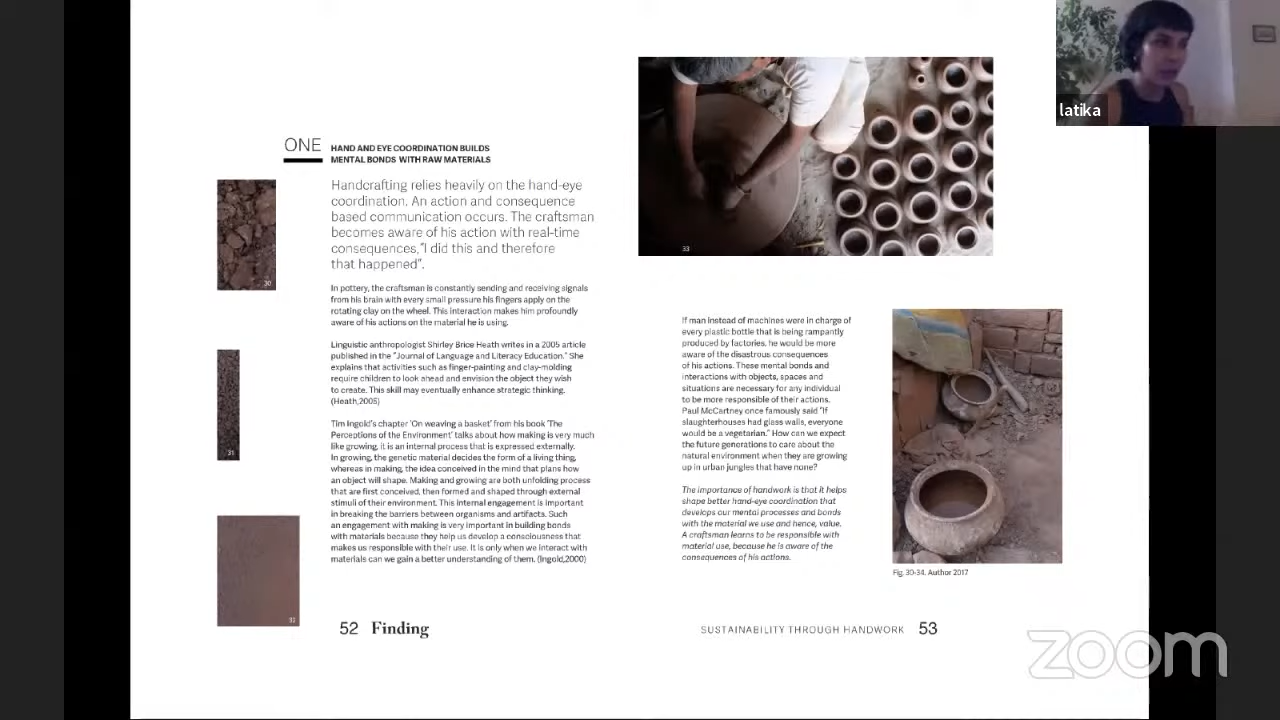 ONE
HAND AND EYE COORDINATION BUILDS
MENTAL BONDS WITH RAW MATERIALS
Handcrafting relies heavily on the hand-eye
coordination. An action and consequence
based communication occurs. The craftsman
becomes aware of his action with real-time
consequences,"I did this and therefore
that happened".
In pottery, the craftsman is constantly sending and receiving signals
from his brain with every small pressure his fingers apply on the
rotating clay on the wheel. This interaction makes him profoundly
aware of his actions on the material he is using.
Linguistic anthropologist Shirley Brice Heath writes in a 2005 article
published in the "Journal of Language and Literacy Education." She
explains that activities such as finger-painting and clay-molding
require children to look ahead and envision the object they wish
to create. This skill may eventually enhance strategic thinking.
(Heath,2005)
Tim Ingold's chapter 'On weaving a basket' from his book 'The
Perceptions of the Environment' talks about how making is very much
like growing, it is an internal process that is expressed externally.
In growing, the genetic material decides the form of a living thing,
whereas in making, the idea conceived in the mind that plans how
an object will shape. Making and growing are both unfolding process
that are first conceived, then formed and shaped through external
stimuli of their environment. This internal engagement is important
in breaking the barriers between organisms and artifacts. Such
an engagement with making is very important in building bonds
with materials because they help us develop a consciousness that
makes us responsible with their use. It is only when we interact with
materials can we gain a better understanding of them. (Ingold,2000)
30
31
52 Finding
33
If man instead of machines were in charge of
every plastic bottle that is being rampantly
produced by factories, he would be more
aware of the disastrous consequences
of his actions. These mental bonds and
interactions with objects, spaces and
situations are necessary for any individual
to be more responsible of their actions.
Paul McCartney once famously said "If
slaughterhouses had glass walls, everyone
would be a vegetarian." How can we expect
the future generations to care about the
natural environment when they are growing
up in urban jungles that have none?
The importance of handwork is that it helps
shape better hand-eye coordination that
develops our mental processes and bonds
with the material we use and hence, value.
A craftsman learns to be responsible with
material use, because he is aware of the
consequences of his actions.
Fig. 30-34. Author 2017
SUSTAINABILITY THROUGH HANDWORK 53
latika
zoom